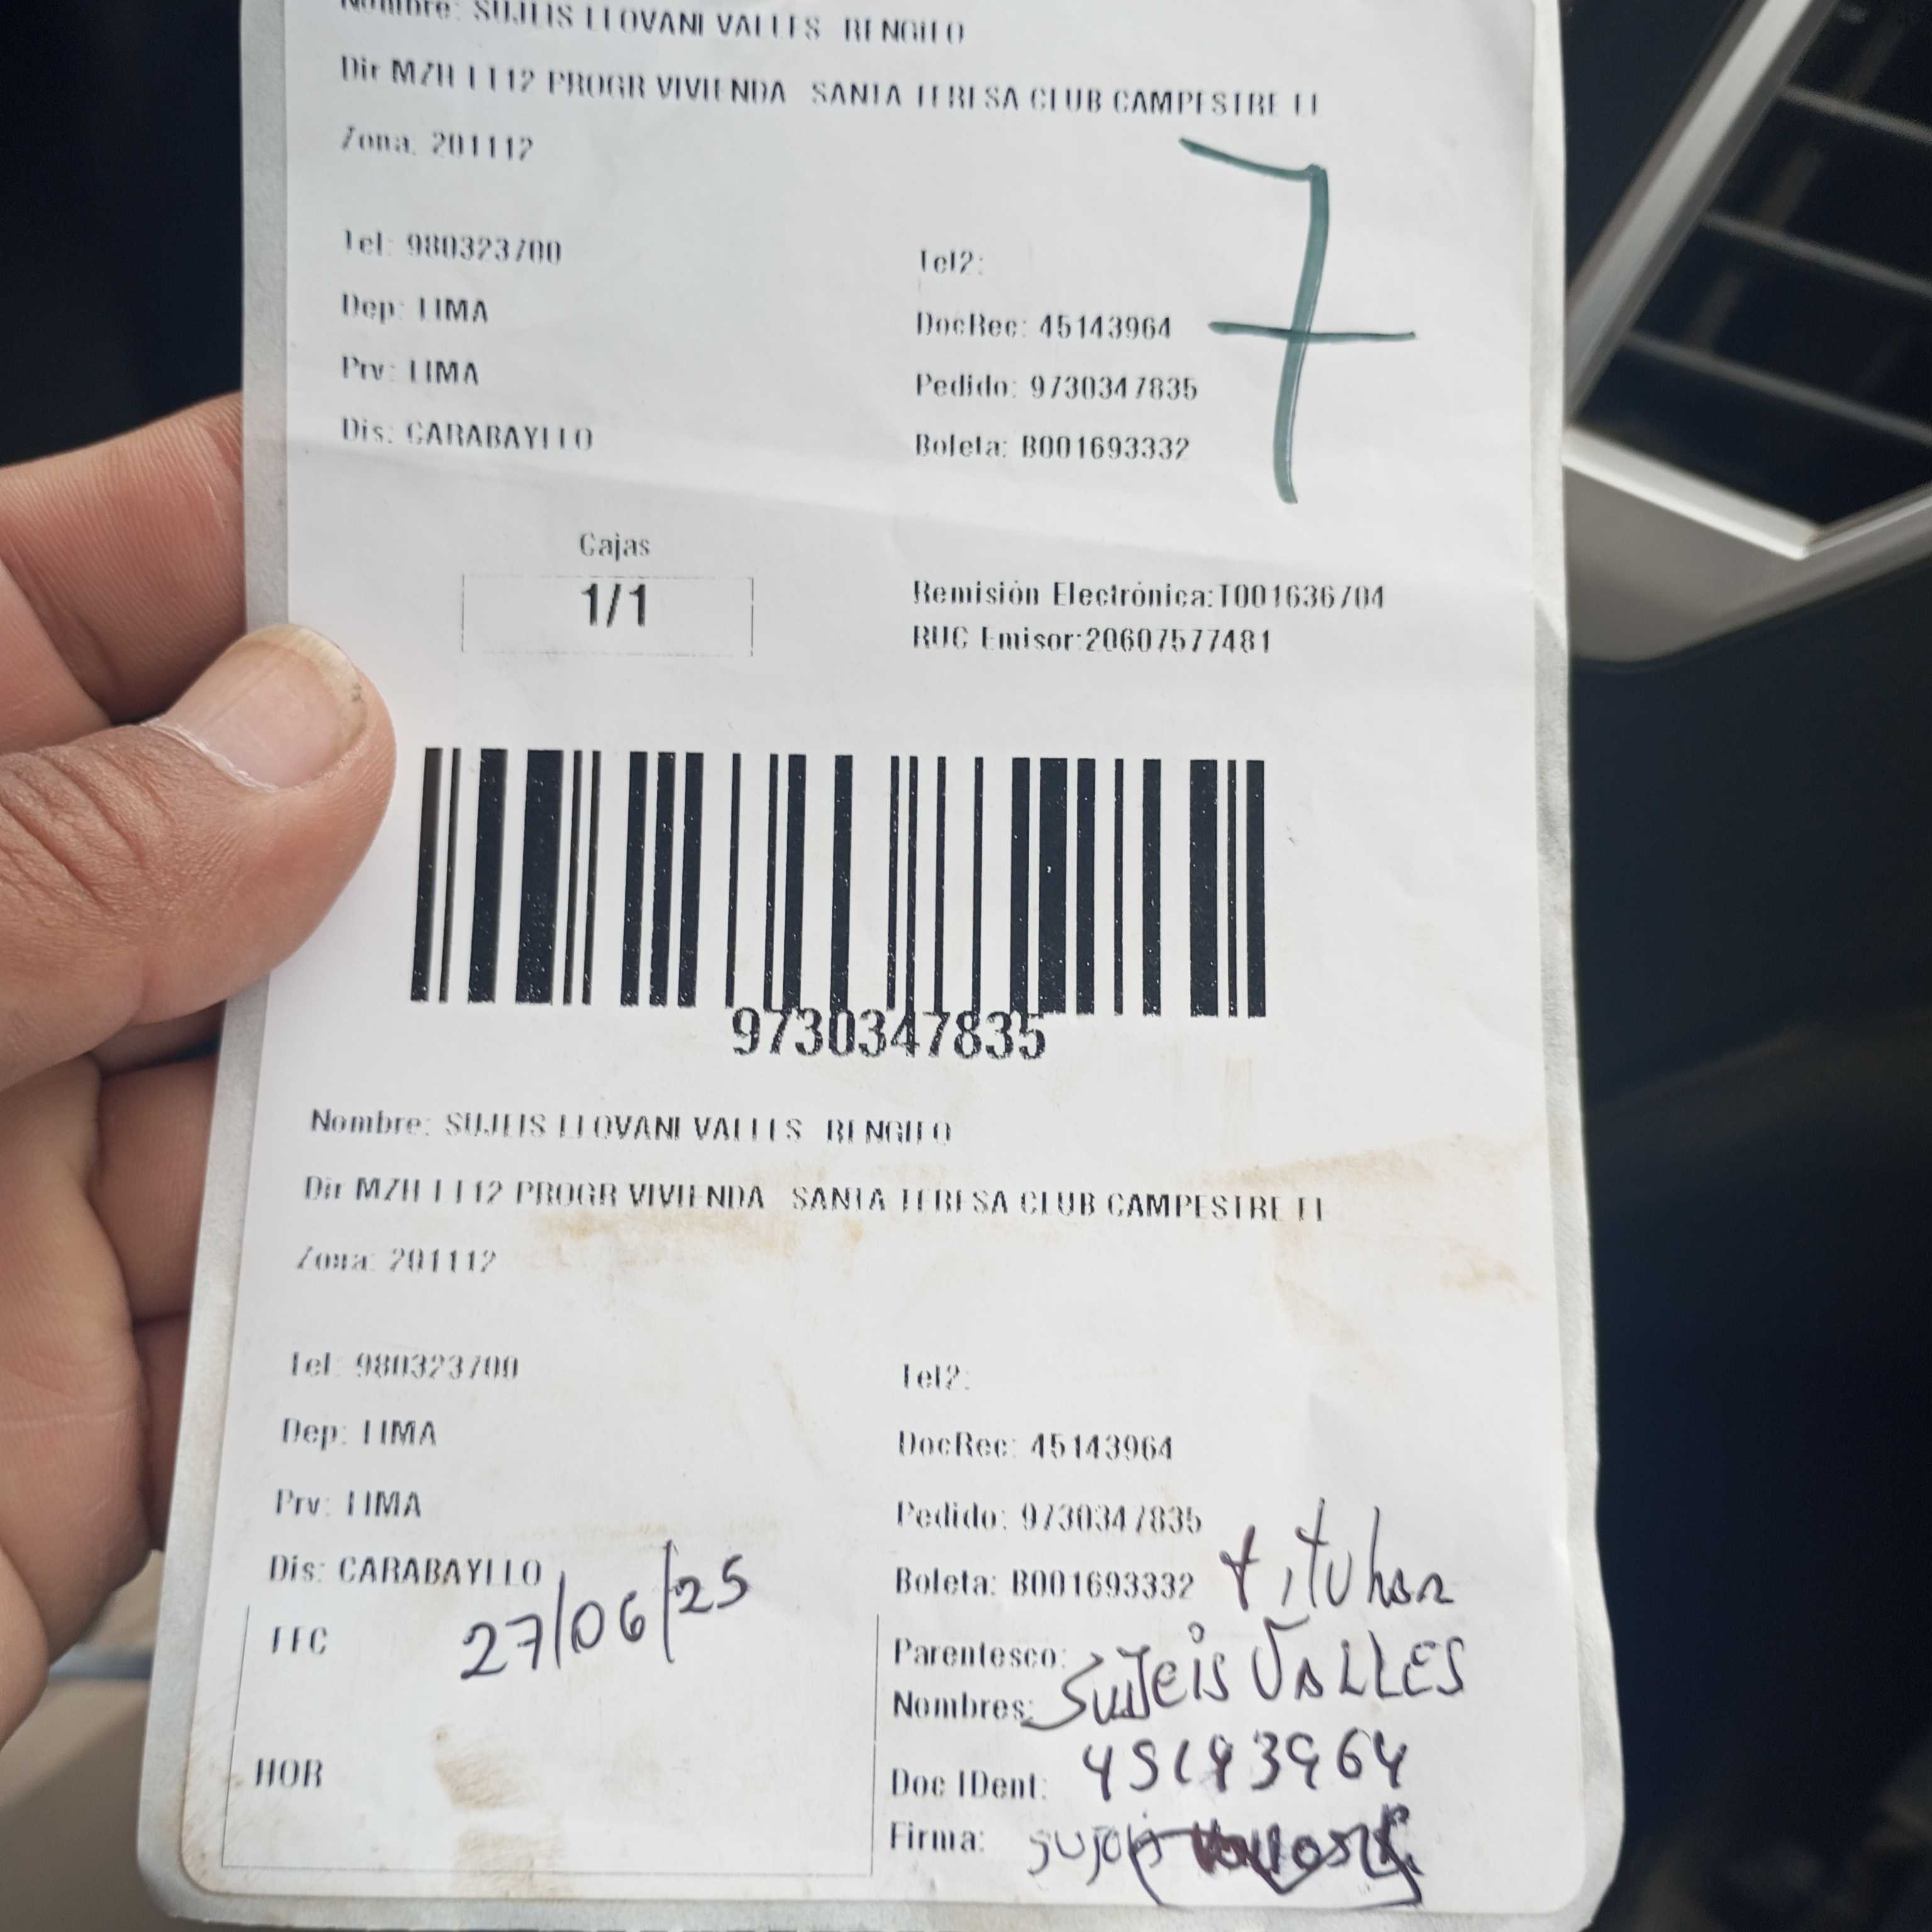 Nombre: SUJEIS LLOVANI VALLES RENGIFO
Dir MZH LT12 PROGR VIVIENDA SANTA TERESA CLUB CAMPESTRE
Zona: 201112
7
Tel: 980323700
Tel2:
Dep: LIMA
DocRec: 45143964
Prv: LIMA
Pedido: 9730347835
Dis: CARABAYLLO
Boleta: B001693332
Cajas
1/1
Remisión Electrónica:T001636704
RUC Emisor:20607577481
9730347835
Nombre: SUJEIS LLOVANI VALLES RENGIFO
Dir MZH LT12 PROGR VIVIENDA SANTA TERESA CLUB CAMPESTRE
Zona: 201112
Tel: 980323700
Tel2:
Dep: LIMA
DocRec: 45143964
Prv: LIMA
Pedido: 9730347835
Dis: CARABAYLLO
Boleta: B001693332
titular
FEC 27/06/25
Parentesco:
Nombres: SUJEIS VALLES
HOR
Doc IDent: 45143964
Firma: